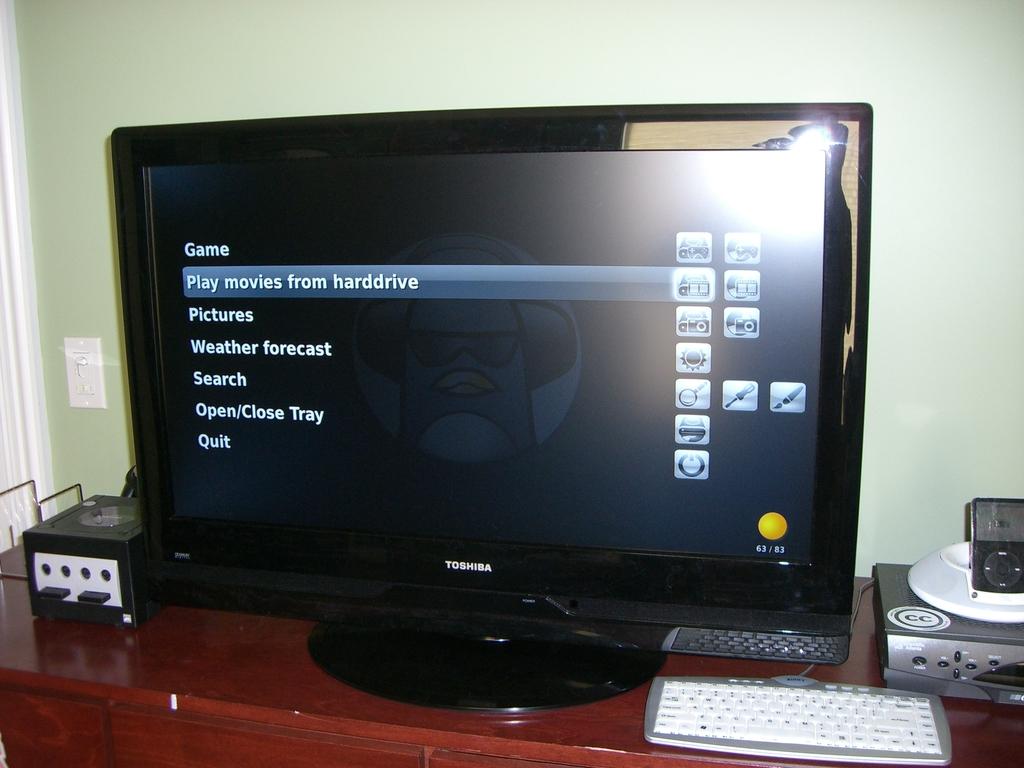 Game
Play movies from harddrive
Pictures
Weather forecast
Search
Open/Close Tray
Quit
63 / 83
TOSHIBA
CC